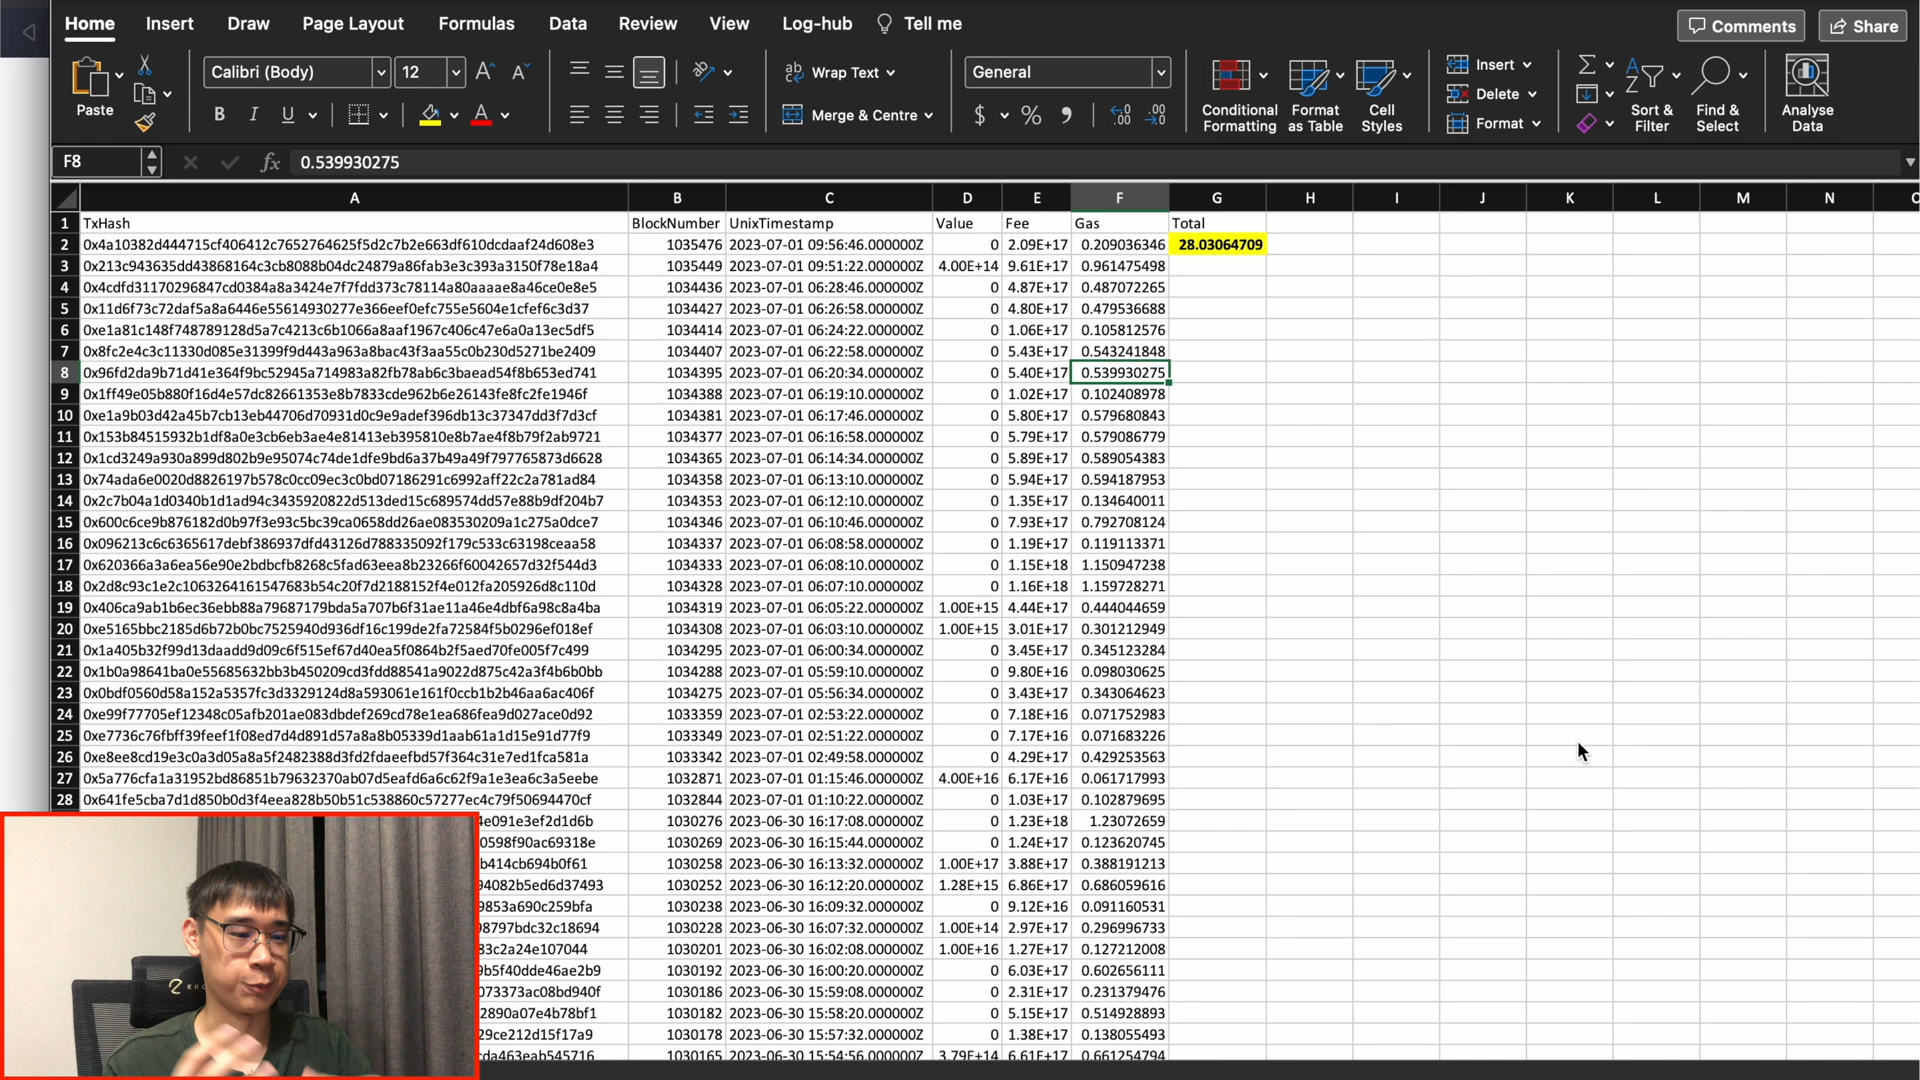 Home Insert Draw Page Layout Formulas Data Review View Log-hub Tell me Comments Share
Paste Calibri (Body) 12 A A Wrap Text General Conditional Formatting Format as Table Cell Styles Insert Delete Format Sort & Filter Find & Select Analyse Data
B I U A Merge & Centre $ % 9
F8 fx 0.539930275
A B C D E F G H I J K L M N O
1 TxHash BlockNumber UnixTimestamp Value Fee Gas Total
2 0x4a10382d444715cf406412c7652764625f5d2c7b2e663df610dcdaaf24d608e3 1035476 2023-07-01 09:56:46.000000Z 0 2.09E+17 0.209036346 28.03064709
3 0x213c943635dd43868164c3cb8088b04dc24879a86fab3e3c393a3150f78e18a4 1035449 2023-07-01 09:51:22.000000Z 4.00E+14 9.61E+17 0.961475498
4 0x4cdfd31170296847cd0384a8a3424e7f7fdd373c78114a80aaaae8a46ce0e8e5 1034436 2023-07-01 06:28:46.000000Z 0 4.87E+17 0.487072265
5 0x11d6f73c72daf5a8a6446e55614930277e366eef0efc755e5604e1cfef6c3d37 1034427 2023-07-01 06:26:58.000000Z 0 4.80E+17 0.479536688
6 0xe1a81c148f748789128d5a7c4213c6b1066a8aaf1967c406c47e6a0a13ec5df5 1034414 2023-07-01 06:24:22.000000Z 0 1.06E+17 0.105812576
7 0x8fc2e4c3c11330d085e31399f9d443a963a8bac43f3aa55c0b230d5271be2409 1034407 2023-07-01 06:22:58.000000Z 0 5.43E+17 0.543241848
8 0x96fd2da9b71d41e364f9bc52945a714983a82fb78ab6c3baead54f8b653ed741 1034395 2023-07-01 06:20:34.000000Z 0 5.40E+17 0.539930275
9 0x1ff49e05b880f16d4e57dc82661353e8b7833cde962b6e26143fe8fc2fe1946f 1034388 2023-07-01 06:19:10.000000Z 0 1.02E+17 0.102408978
10 0xe1a9b03d42a45b7cb13eb44706d70931d0c9e9adef396db13c37347dd3f7d3cf 1034381 2023-07-01 06:17:46.000000Z 0 5.80E+17 0.579680843
11 0x153b84515932b1df8a0e3cb6eb3ae4e81413eb395810e8b7ae4f8b79f2ab9721 1034377 2023-07-01 06:16:58.000000Z 0 5.79E+17 0.579086779
12 0x1cd3249a930a899d802b9e95074c74de1dfe9bd6a37b49a49f797765873d6628 1034365 2023-07-01 06:14:34.000000Z 0 5.89E+17 0.589054383
13 0x74ada6e0020d8826197b578c0cc09ec3c0bd07186291c6992aff22c2a781ad84 1034358 2023-07-01 06:13:10.000000Z 0 5.94E+17 0.594187953
14 0x2c7b04a1d0340b1d1ad94c3435920822d513ded15c689574dd57e88b9df204b7 1034353 2023-07-01 06:12:10.000000Z 0 1.35E+17 0.134640011
15 0x600c6ce9b876182d0b97f3e93c5bc39ca0658dd26ae083530209a1c275a0dce7 1034346 2023-07-01 06:10:46.000000Z 0 7.93E+17 0.792708124
16 0x096213c6c6365617debf386937dfd43126d788335092f179c533c63198ceaa58 1034337 2023-07-01 06:08:58.000000Z 0 1.19E+17 0.119113371
17 0x620366a3a6ea56e90e2bdbcfb8268c5fad63eea8b23266f60042657d32f544d3 1034333 2023-07-01 06:08:10.000000Z 0 1.15E+18 1.150947238
18 0x2d8c93c1e2c1063264161547683b54c20f7d2188152f4e012fa205926d8c110d 1034328 2023-07-01 06:07:10.000000Z 0 1.16E+18 1.159728271
19 0x406ca9ab1b6ec36ebb88a79687179bda5a707b6f31ae11a46e4dbf6a98c8a4ba 1034319 2023-07-01 06:05:22.000000Z 1.00E+15 4.44E+17 0.444044659
20 0xe5165bbc2185d6b72b0bc7525940d936df16c199de2fa72584f5b0296ef018ef 1034308 2023-07-01 06:03:10.000000Z 1.00E+15 3.01E+17 0.301212949
21 0x1a405b32f99d13daadd9d09c6f515ef67d40ea5f0864b2f5aed70fe005f7c499 1034295 2023-07-01 06:00:34.000000Z 0 3.45E+17 0.345123284
22 0x1b0a98641ba0e55685632bb3b450209cd3fdd88541a9022d875c42a3f4b6b0bb 1034288 2023-07-01 05:59:10.000000Z 0 9.80E+16 0.098030625
23 0x0bdf0560d58a152a5357fc3d3329124d8a593061e161f0ccb1b2b46aa6ac406f 1034275 2023-07-01 05:56:34.000000Z 0 3.43E+17 0.343064623
24 0xe99f77705ef12348c05afb201ae083dbdef269cd78e1ea686fea9d027ace0d92 1033359 2023-07-01 02:53:22.000000Z 0 7.18E+16 0.071752983
25 0xe7736c76fbff39feef1f08ed7d4d891d57a8a8b05339d1aab61a1d15e91d77f9 1033349 2023-07-01 02:51:22.000000Z 0 7.17E+16 0.071683226
26 0xe8ee8cd19e3c0a3d05a8a5f2482388d3fd2fdaeefbd57f364c31e7ed1fca581a 1033342 2023-07-01 02:49:58.000000Z 0 4.29E+17 0.429253563
27 0x5a776cfa1a31952bd86851b79632370ab07d5eafd6a6c62f9a1e3ea6c3a5eebe 1032871 2023-07-01 01:15:46.000000Z 4.00E+16 6.17E+16 0.061717993
28 0x641fe5cba7d1d850b0d3f4eea828b50b51c538860c57277ec4c79f50694470cf 1032844 2023-07-01 01:10:22.000000Z 0 1.03E+17 0.102879695
4e091e3ef2d1d6b 1030276 2023-06-30 16:17:08.000000Z 0 1.23E+18 1.23072659
0598f90ac69318e 1030269 2023-06-30 16:15:44.000000Z 0 1.24E+17 0.123620745
b414cb694b0f61 1030258 2023-06-30 16:13:32.000000Z 1.00E+17 3.88E+17 0.388191213
94082b5ed6d37493 1030252 2023-06-30 16:12:20.000000Z 1.28E+15 6.86E+17 0.686059616
9853a690c259bfa 1030238 2023-06-30 16:09:32.000000Z 0 9.12E+16 0.091160531
98797bdc32c18694 1030228 2023-06-30 16:07:32.000000Z 1.00E+14 2.97E+17 0.296996733
83c2a24e107044 1030201 2023-06-30 16:02:08.000000Z 1.00E+16 1.27E+17 0.127212008
9b5f40dde46ae2b9 1030192 2023-06-30 16:00:20.000000Z 0 6.03E+17 0.602656111
073373ac08bd940f 1030186 2023-06-30 15:59:08.000000Z 0 2.31E+17 0.231379476
2890a07e4b78bf1 1030182 2023-06-30 15:58:20.000000Z 0 5.15E+17 0.514928893
29ce212d15f17a9 1030178 2023-06-30 15:57:32.000000Z 0 1.38E+17 0.138055493
cda463eab545716 1030165 2023-06-30 15:54:56.000000Z 3.79E+14 6.61E+17 0.661254794